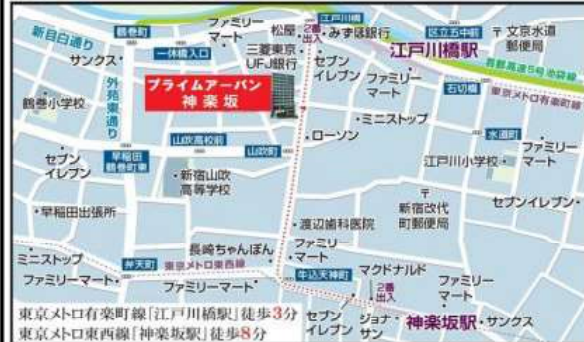 江戸川橋
鶴巻町
ファミリー
マート
松屋
2番
出入
みずほ銀行
区立五中前
〒文京水道
郵便局
新目白通り
一休橋入口
三菱東京
UFJ銀行
江戸川橋駅
サンクス
セブン
イレブン
ファミリー
マート
首都高速5号池袋線
外苑東通り
プライムアーバン
神楽坂
石切橋
東京メトロ有楽町線
鶴巻小学校
ミニストップ
ローソン
水道町
ファミリー
マート
山吹高校前
山吹町
早稲田
鶴巻町東
セブン
イレブン
江戸川小学校
新宿山吹
高等学校
〒
新宿改代
町郵便局
セブンイレブン
早稲田出張所
渡辺歯科医院
長崎ちゃんぽん
ファミリ
マート
ミニストップ
弁天町
東京メトロ東西線
牛込天神町
マクドナルド
ファミリーマート
ファミリーマート
2番
出入
ファミリー
マート
セブン
イレブン
ジョナ
サン
神楽坂駅
サンクス
東京メトロ有楽町線「江戸川橋駅」徒歩3分
東京メトロ東西線「神楽坂駅」徒歩8分